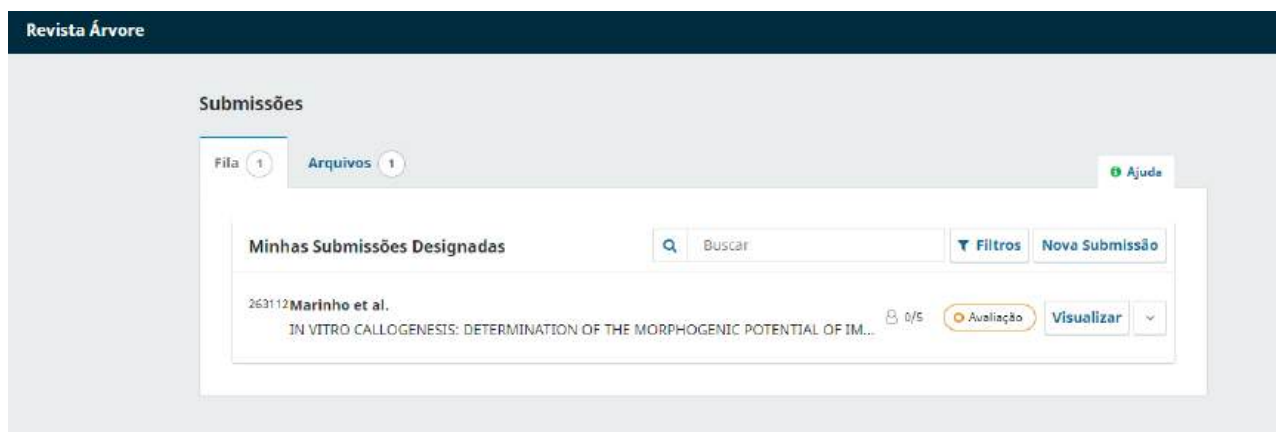 Revista Árvore
Submissões
Fila 1 Arquivos 1
Ajuda
Minhas Submissões Designadas Buscar Filtros Nova Submissão
263112 Marinho et al.
IN VITRO CALLOGENESIS: DETERMINATION OF THE MORPHOGENIC POTENTIAL OF IM... 0/5 Avaliação Visualizar